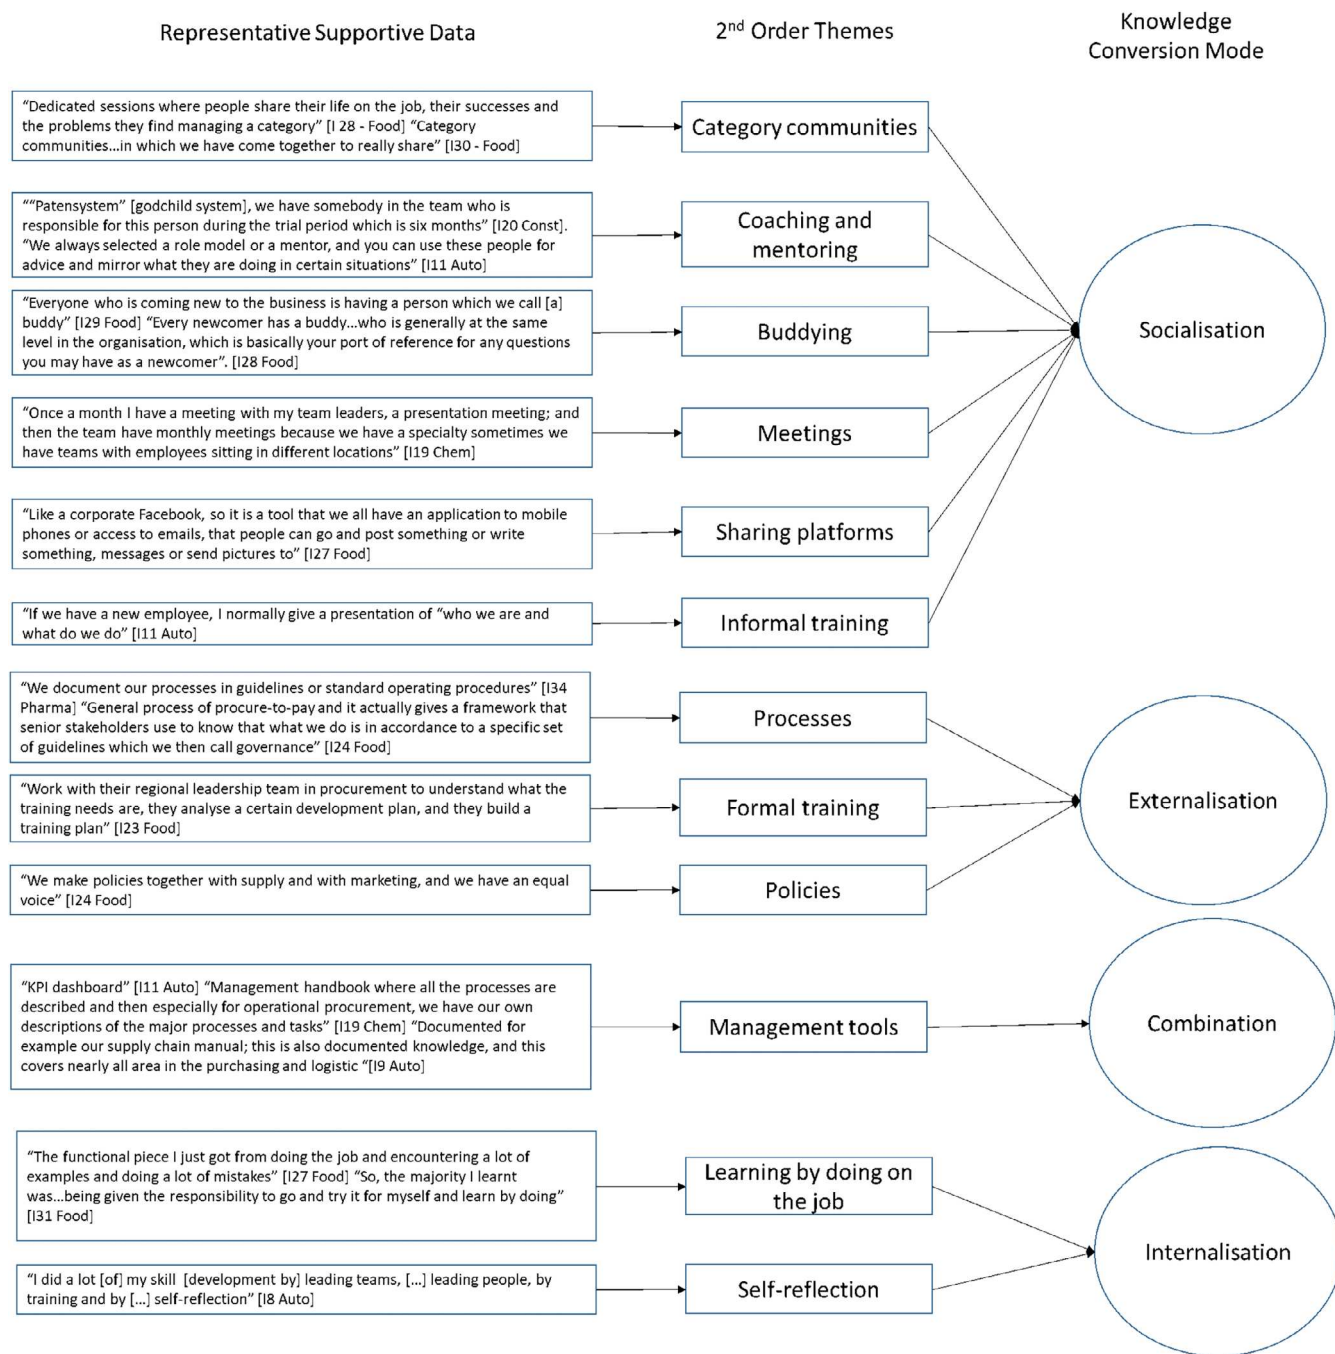 Representative Supportive Data
2nd Order Themes
Knowledge
Conversion Mode
“Dedicated sessions where people share their life on the job, their successes and
the problems they find managing a category” [I 28 - Food] “Category
communities...in which we have come together to really share” [I30 - Food]
Category communities
““Patensystem” [godchild system], we have somebody in the team who is
responsible for this person during the trial period which is six months” [I20 Const].
“We always selected a role model or a mentor, and you can use these people for
advice and mirror what they are doing in certain situations” [I11 Auto]
Coaching and
mentoring
“Everyone who is coming new to the business is having a person which we call [a]
buddy” [I29 Food] “Every newcomer has a buddy...who is generally at the same
level in the organisation, which is basically your port of reference for any questions
you may have as a newcomer”. [I28 Food]
Buddying
Socialisation
“Once a month I have a meeting with my team leaders, a presentation meeting; and
then the team have monthly meetings because we have a specialty sometimes we
have teams with employees sitting in different locations” [I19 Chem]
Meetings
“Like a corporate Facebook, so it is a tool that we all have an application to mobile
phones or access to emails, that people can go and post something or write
something, messages or send pictures to” [I27 Food]
Sharing platforms
“If we have a new employee, I normally give a presentation of “who we are and
what do we do” [I11 Auto]
Informal training
“We document our processes in guidelines or standard operating procedures” [I34
Pharma] “General process of procure-to-pay and it actually gives a framework that
senior stakeholders use to know that what we do is in accordance to a specific set
of guidelines which we then call governance” [I24 Food]
Processes
“Work with their regional leadership team in procurement to understand what the
training needs are, they analyse a certain development plan, and they build a
training plan” [I23 Food]
Formal training
Externalisation
“We make policies together with supply and with marketing, and we have an equal
voice” [I24 Food]
Policies
“KPI dashboard” [I11 Auto] “Management handbook where all the processes are
described and then especially for operational procurement, we have our own
descriptions of the major processes and tasks” [I19 Chem] “Documented for
example our supply chain manual; this is also documented knowledge, and this
covers nearly all area in the purchasing and logistic “[I9 Auto]
Management tools
Combination
“The functional piece I just got from doing the job and encountering a lot of
examples and doing a lot of mistakes” [I27 Food] “So, the majority I learnt
was...being given the responsibility to go and try it for myself and learn by doing”
[I31 Food]
Learning by doing on
the job
Internalisation
“I did a lot [of] my skill [development by] leading teams, [...] leading people, by
training and by [...] self-reflection” [I8 Auto]
Self-reflection